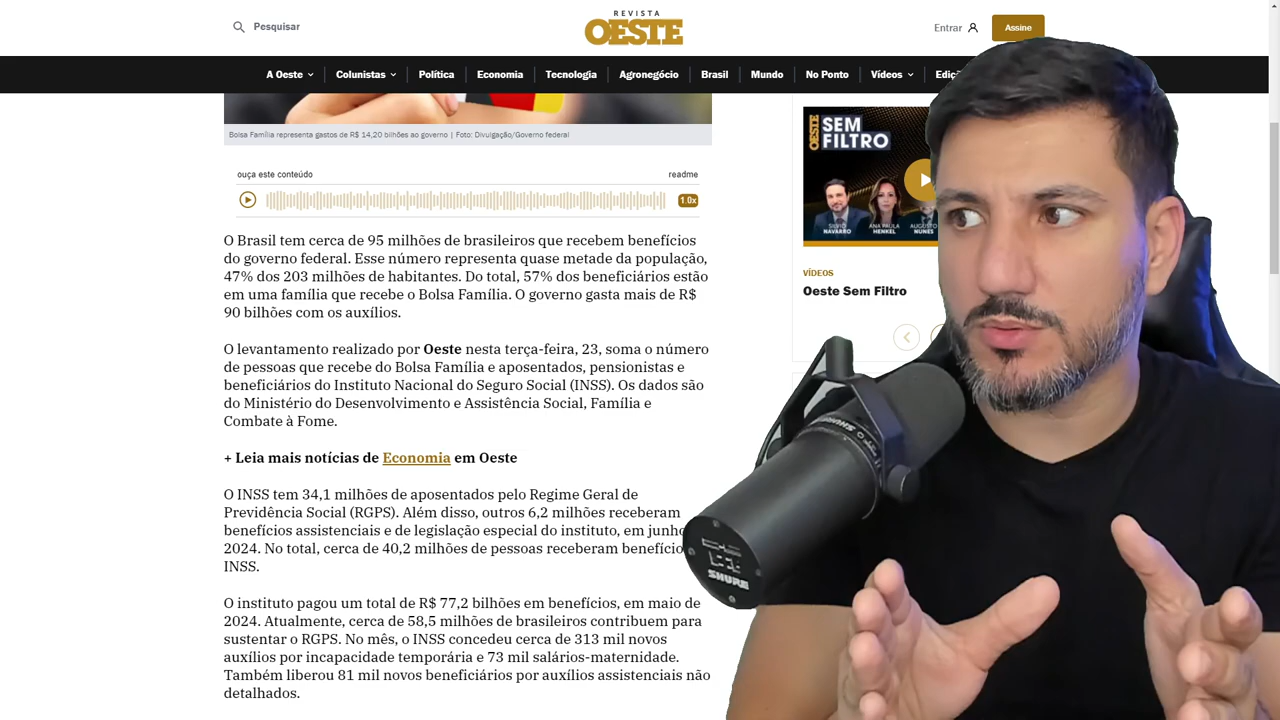 Pesquisar
REVISTA
OESTE
Entrar
Assine
A Oeste
Colunistas
Política
Economia
Tecnologia
Agronegócio
Brasil
Mundo
No Ponto
Vídeos
Bolsa Família representa gastos de R$ 14,20 bilhões ao governo | Foto: Divulgação/Governo federal
ouça este conteúdo
readme
1.0x
O Brasil tem cerca de 95 milhões de brasileiros que recebem benefícios
do governo federal. Esse número representa quase metade da população,
47% dos 203 milhões de habitantes. Do total, 57% dos beneficiários estão
em uma família que recebe o Bolsa Família. O governo gasta mais de R$
90 bilhões com os auxílios.
O levantamento realizado por Oeste nesta terça-feira, 23, soma o número
de pessoas que recebe do Bolsa Família e aposentados, pensionistas e
beneficiários do Instituto Nacional do Seguro Social (INSS). Os dados são
do Ministério do Desenvolvimento e Assistência Social, Família e
Combate à Fome.
+ Leia mais notícias de Economia em Oeste
O INSS tem 34,1 milhões de aposentados pelo Regime Geral de
Previdência Social (RGPS). Além disso, outros 6,2 milhões receberam
benefícios assistenciais e de legislação especial do instituto, em junho
2024. No total, cerca de 40,2 milhões de pessoas receberam benefício
INSS.
O instituto pagou um total de R$ 77,2 bilhões em benefícios, em maio de
2024. Atualmente, cerca de 58,5 milhões de brasileiros contribuem para
sustentar o RGPS. No mês, o INSS concedeu cerca de 313 mil novos
auxílios por incapacidade temporária e 73 mil salários-maternidade.
Também liberou 81 mil novos beneficiários por auxílios assistenciais não
detalhados.
OESTE
SEM
FILTRO
SILVIO
NAVARRO
ANA PAULA
HENKEL
AUGUSTO
NUNES
VÍDEOS
Oeste Sem Filtro
SHURE